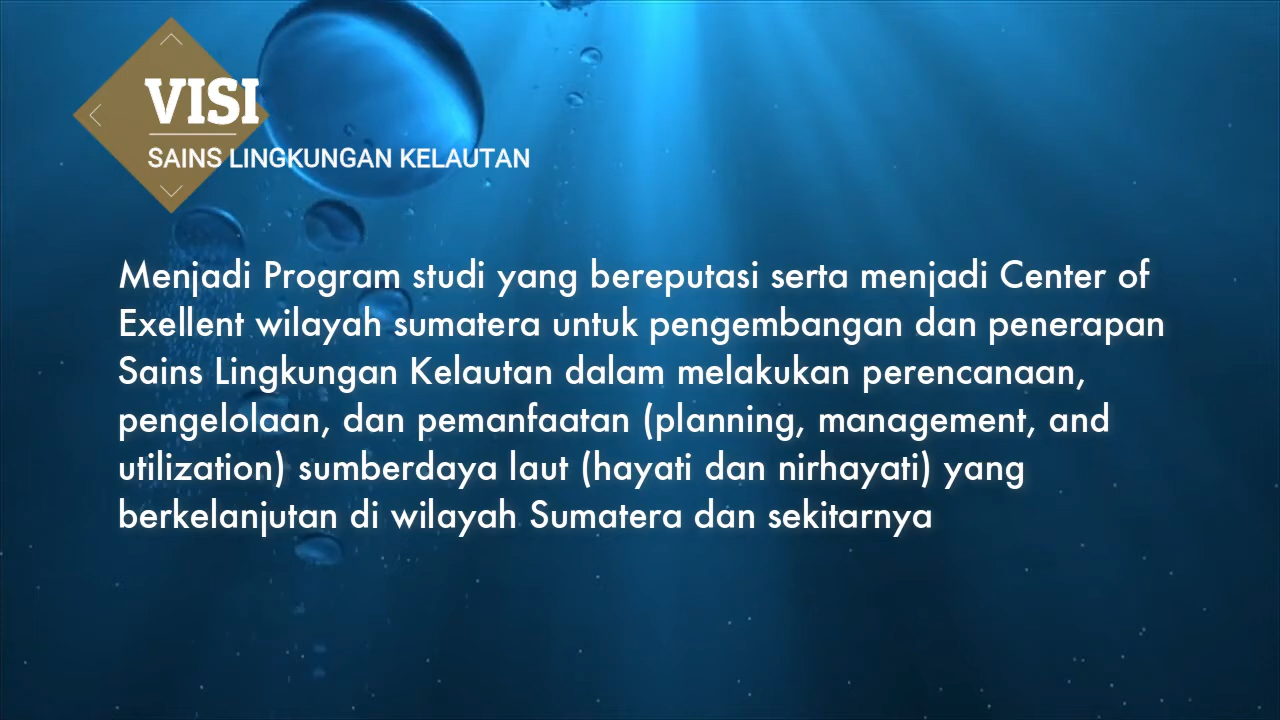 VISI
SAINS LINGKUNGAN KELAUTAN
Menjadi Program studi yang bereputasi serta menjadi Center of
Exellent wilayah sumatera untuk pengembangan dan penerapan
Sains Lingkungan Kelautan dalam melakukan perencanaan,
pengelolaan, dan pemanfaatan (planning, management, and
utilization) sumberdaya laut (hayati dan nirhayati) yang
berkelanjutan di wilayah Sumatera dan sekitarnya